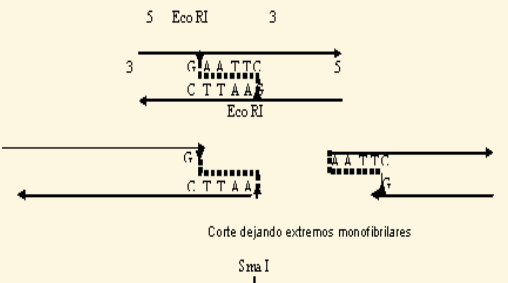 5 Eco RI 3
3 G A A T T C 5
C T T A A G
Eco RI
G A A T T C
C T T A A G
Corte dejando extremos monofibrilares
Sma I